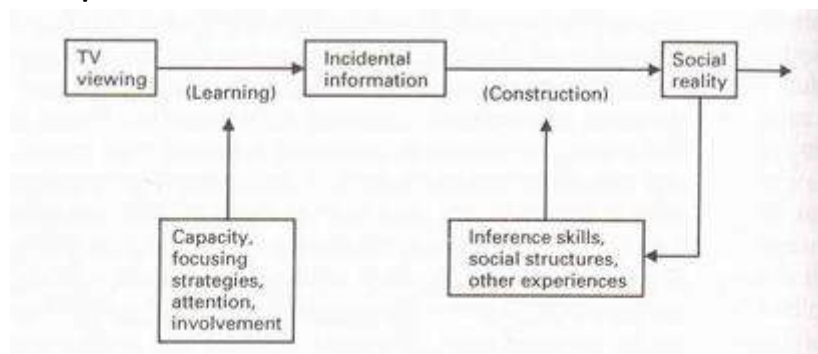 TV
viewing
(Learning)
Incidental
information
(Construction)
Social
reality
Capacity,
focusing
strategies,
attention,
involvement
Inference skills,
social structures,
other experiences